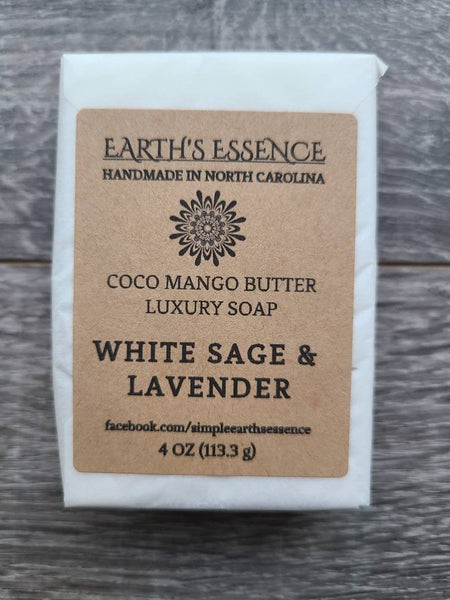 EARTH'S ESSENCE
HANDMADE IN NORTH CAROLINA
COCO MANGO BUTTER
LUXURY SOAP
WHITE SAGE &
LAVENDER
facebook.com/simpleearthsessence
4 OZ (113.3 g)